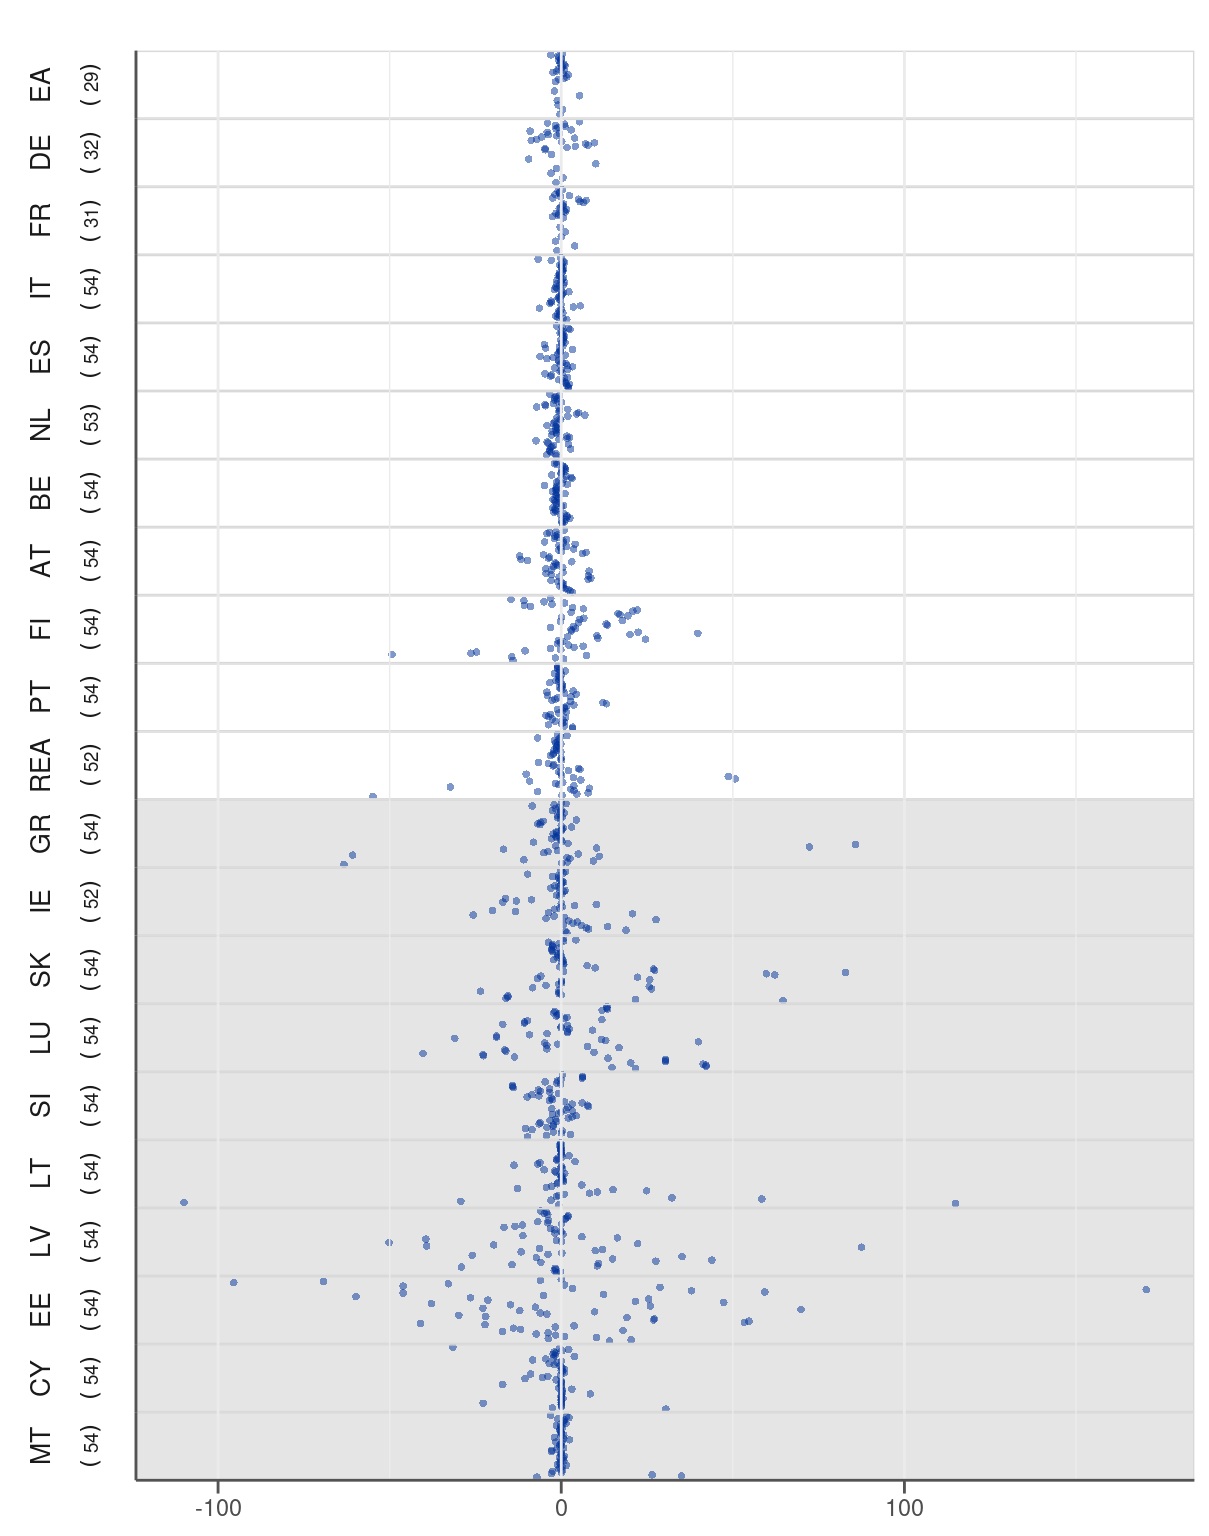 EA ( 29)
DE ( 32)
FR ( 31)
IT ( 54)
ES ( 54)
NL ( 53)
BE ( 54)
AT ( 54)
FI ( 54)
PT ( 54)
REA ( 52)
GR ( 54)
IE ( 52)
SK ( 54)
LU ( 54)
SI ( 54)
LT ( 54)
LV ( 54)
EE ( 54)
CY ( 54)
MT ( 54)
-100 0 100